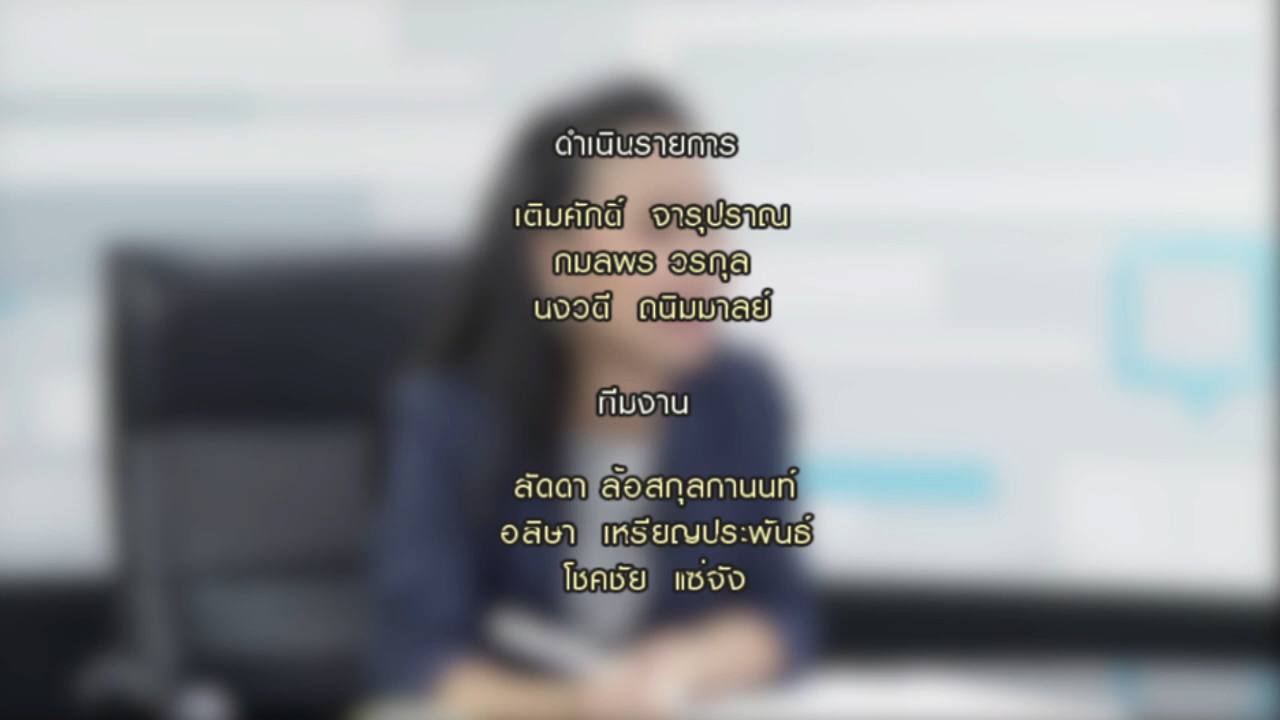 ดำเนินรายการ
เติมศักดิ์ จารุปราณ
กมลพร วรกุล
นงวดี ถนิมมาลย์
ทีมงาน
ลัดดา ล้อสกุลกานนท์
อลิษา เหรียญประพันธ์
โชคชัย แซ่จัง